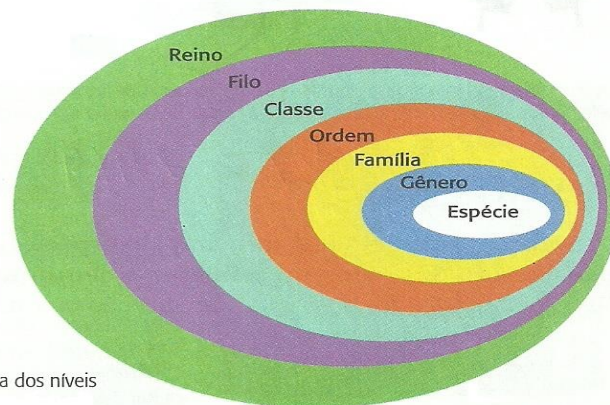 Reino
Filo
Classe
Ordem
Família
Gênero
Espécie
a dos níveis